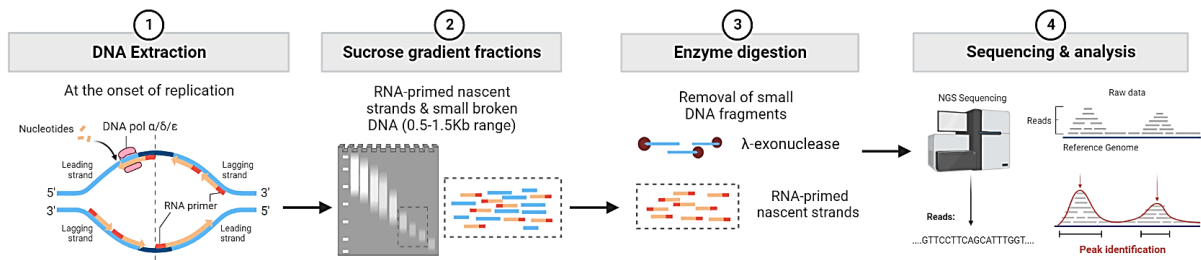 1
DNA Extraction
At the onset of replication
Nucleotides
DNA pol α/δ/ε
Leading
strand
Lagging
strand
5'
3'
3'
5'
RNA primer
Lagging
strand
Leading
strand
2
Sucrose gradient fractions
RNA-primed nascent
strands & small broken
DNA (0.5-1.5Kb range)
3
Enzyme digestion
Removal of small
DNA fragments
λ-exonuclease
RNA-primed
nascent strands
4
Sequencing & analysis
NGS Sequencing
Raw data
Reads:
Reference Genome
Reads:
....GTTCCTTCAGCATTTGGT....
Peak identification